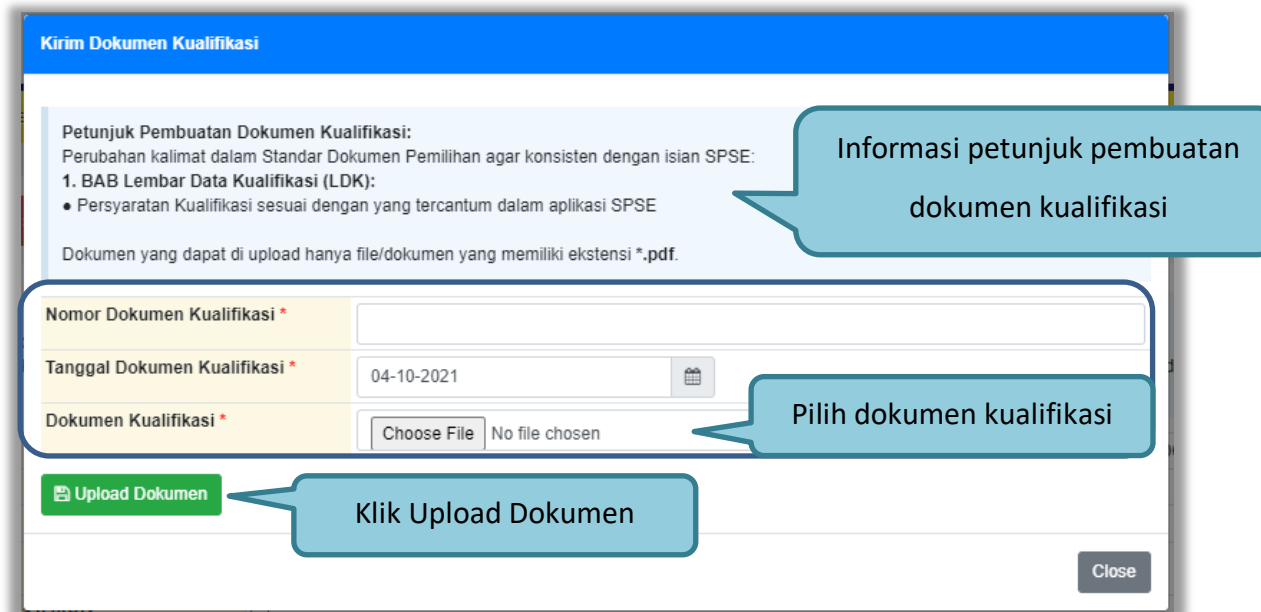 Kirim Dokumen Kualifikasi
Petunjuk Pembuatan Dokumen Kualifikasi:
Perubahan kalimat dalam Standar Dokumen Pemilihan agar konsisten dengan isian SPSE:
1. BAB Lembar Data Kualifikasi (LDK):
● Persyaratan Kualifikasi sesuai dengan yang tercantum dalam aplikasi SPSE
Dokumen yang dapat di upload hanya file/dokumen yang memiliki ekstensi *.pdf.
Informasi petunjuk pembuatan
dokumen kualifikasi
Nomor Dokumen Kualifikasi *
Tanggal Dokumen Kualifikasi *
04-10-2021
Dokumen Kualifikasi *
Choose File No file chosen
Pilih dokumen kualifikasi
Upload Dokumen
Klik Upload Dokumen
Close